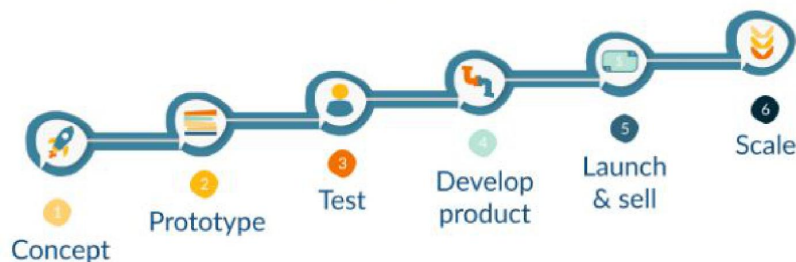 1
Concept
2
Prototype
3
Test
4
Develop
product
5
Launch
& sell
6
Scale